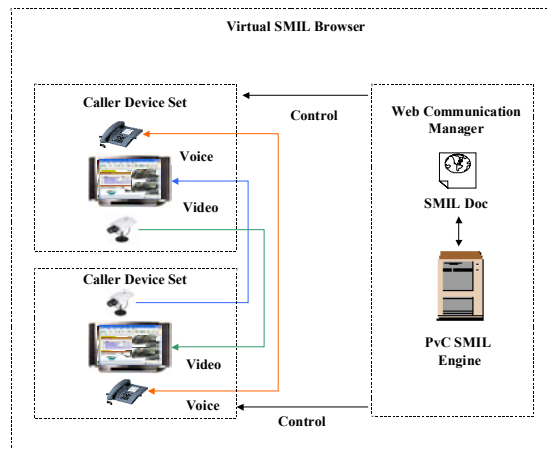 Virtual SMIL Browser
Caller Device Set
Voice
Video
Control
Web Communication
Manager
SMIL Doc
PvC SMIL
Engine
Caller Device Set
Video
Voice
Control